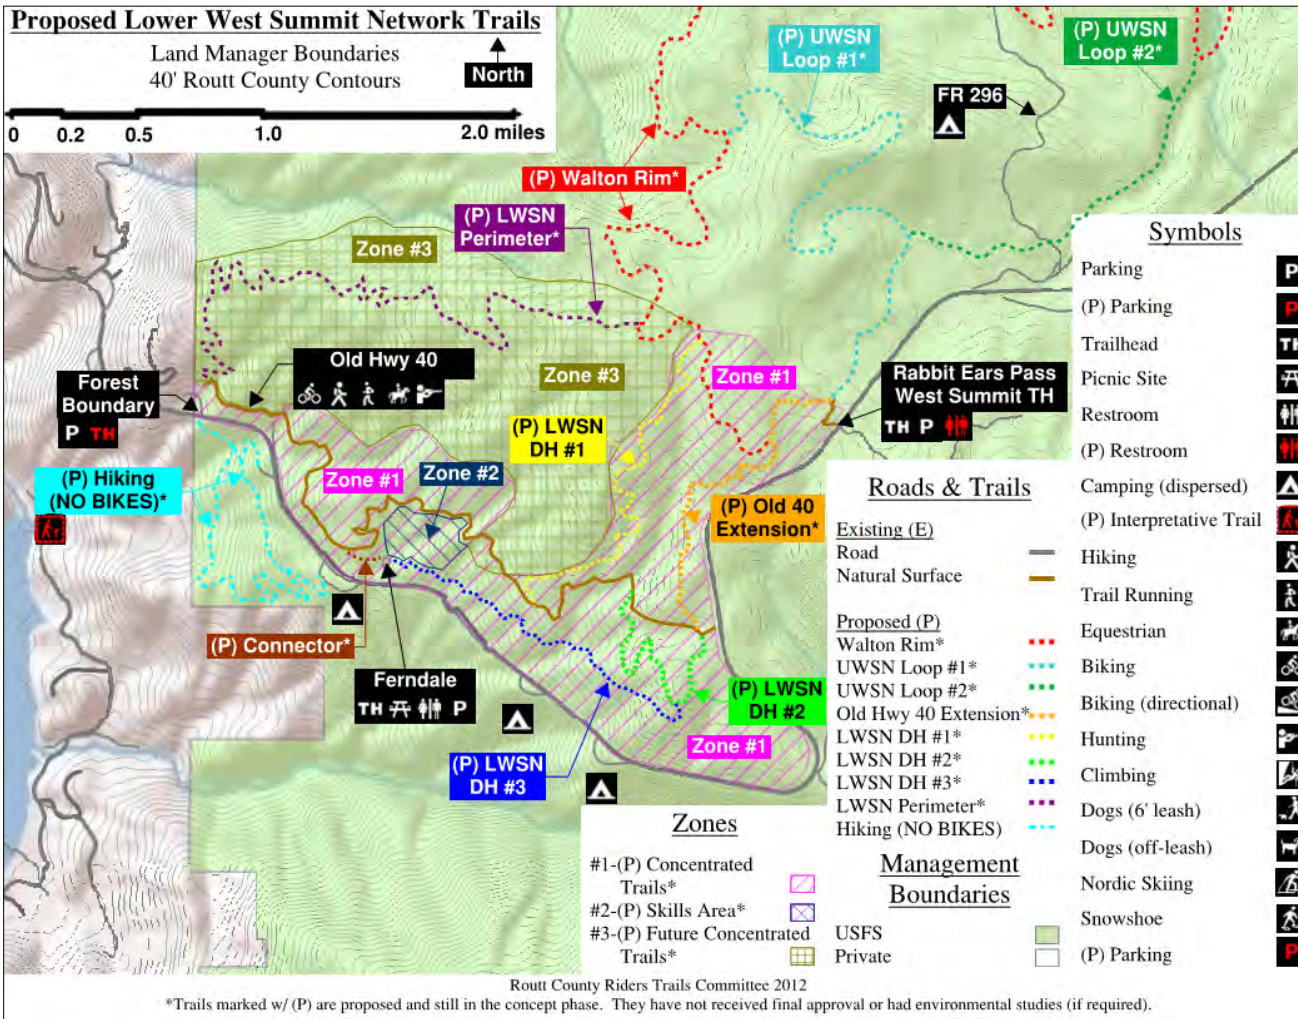 Proposed Lower West Summit Network Trails
Land Manager Boundaries
40' Routt County Contours
North
0 0.2 0.5 1.0 2.0 miles
(P) UWSN
Loop #1*
(P) UWSN
Loop #2*
FR 296
(P) Walton Rim*
(P) LWSN
Perimeter*
Zone #3
Old Hwy 40
Forest
Boundary
P TH
Zone #3
Zone #1
Rabbit Ears Pass
West Summit TH
TH P
(P) LWSN
DH #1
(P) Hiking
(NO BIKES)*
Zone #1
Zone #2
(P) Old 40
Extension*
(P) Connector*
Ferndale
TH P
(P) LWSN
DH #2
Zone #1
(P) LWSN
DH #3
Zones
#1-(P) Concentrated
Trails*
#2-(P) Skills Area*
#3-(P) Future Concentrated
Trails*
Roads & Trails
Existing (E)
Road
Natural Surface
Proposed (P)
Walton Rim*
UWSN Loop #1*
UWSN Loop #2*
Old Hwy 40 Extension*
LWSN DH #1*
LWSN DH #2*
LWSN DH #3*
LWSN Perimeter*
Hiking (NO BIKES)
Management
Boundaries
USFS
Private
Symbols
Parking P
(P) Parking P
Trailhead TH
Picnic Site
Restroom
(P) Restroom
Camping (dispersed)
(P) Interpretative Trail
Hiking
Trail Running
Equestrian
Biking
Biking (directional)
Hunting
Climbing
Dogs (6' leash)
Dogs (off-leash)
Nordic Skiing
Snowshoe
(P) Parking P
Routt County Riders Trails Committee 2012
*Trails marked w/ (P) are proposed and still in the concept phase. They have not received final approval or had environmental studies (if required).